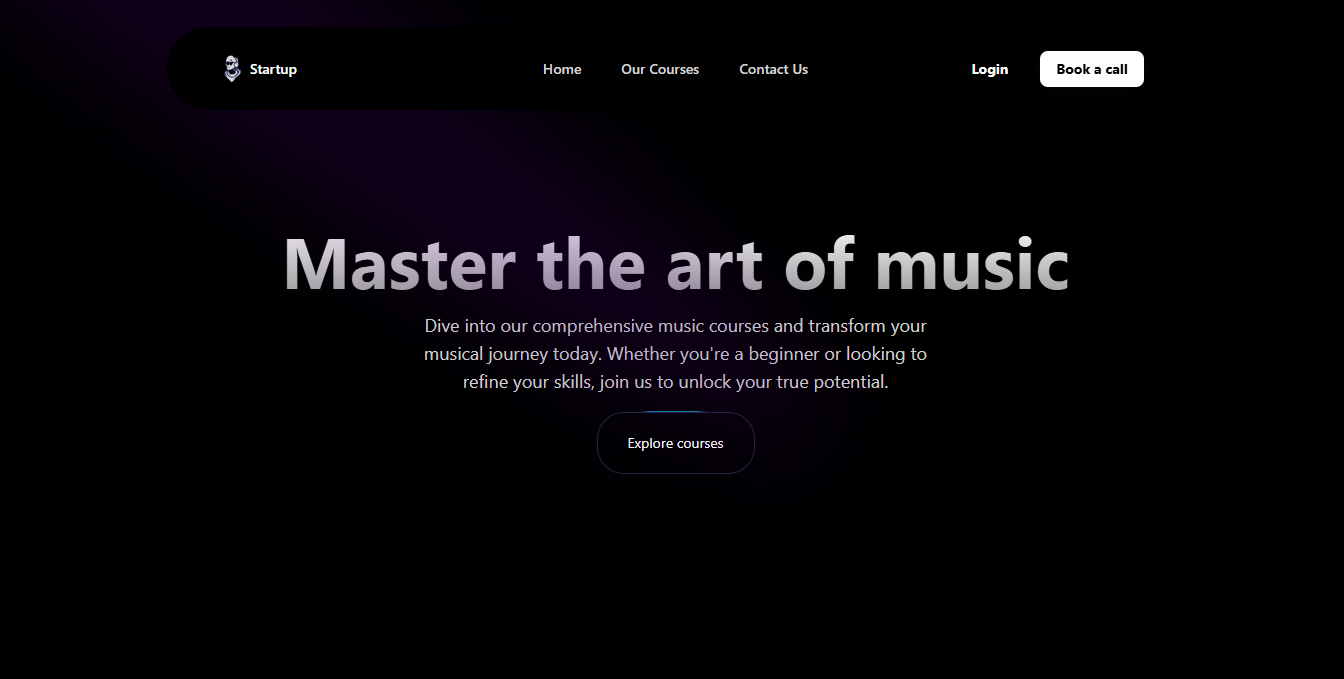 Startup
Home
Our Courses
Contact Us
Login
Book a call
Master the art of music
Dive into our comprehensive music courses and transform your
musical journey today. Whether you're a beginner or looking to
refine your skills, join us to unlock your true potential.
Explore courses